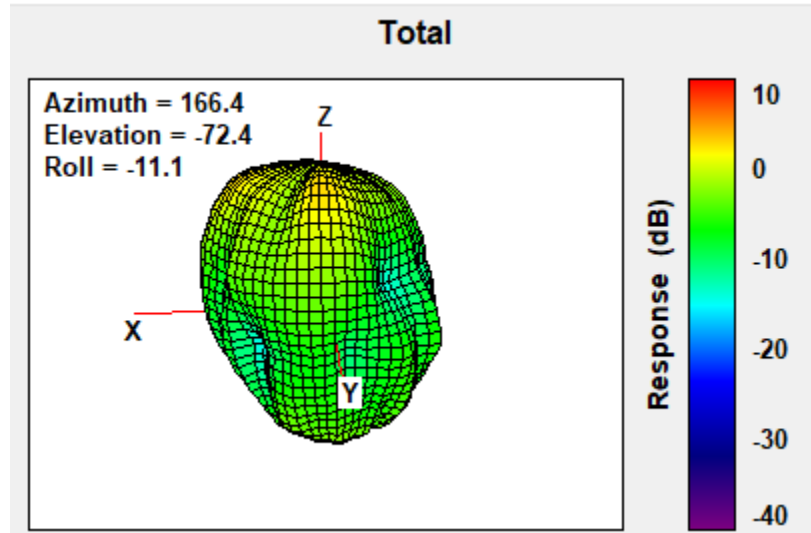 Total
Azimuth = 166.4
Elevation = -72.4
Roll = -11.1
Z
X
Y
Response (dB)
10
0
-10
-20
-30
-40